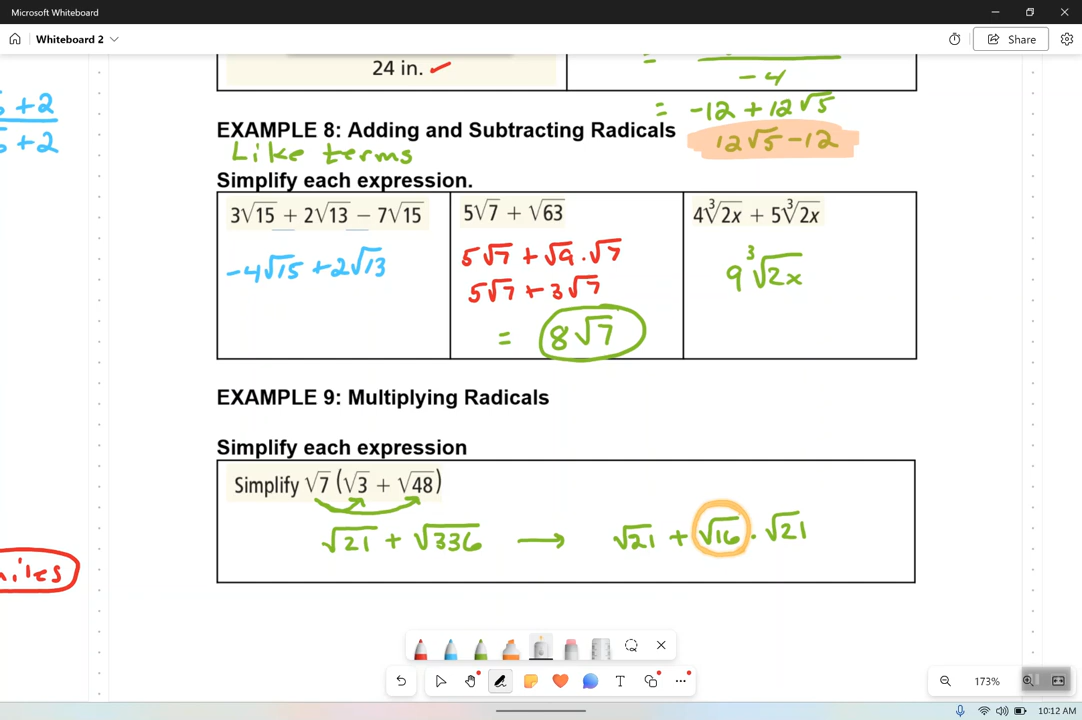 Microsoft Whiteboard
Whiteboard 2
Share
24 in. ✓
=
-4
= -12 + 12√5
12√5 - 12
+2
+2
EXAMPLE 8: Adding and Subtracting Radicals
Like terms
Simplify each expression.
3√15 + 2√13 − 7√15
-4√15 + 2√13
5√7 + √63
5√7 + √9 · √7
5√7 + 3√7
= 8√7
4∛2x + 5∛2x
9∛2x
EXAMPLE 9: Multiplying Radicals
Simplify each expression
Simplify √7 (√3 + √48)
√21 + √336 → √21 + √16 · √21
miles
T
173%
10:12 AM